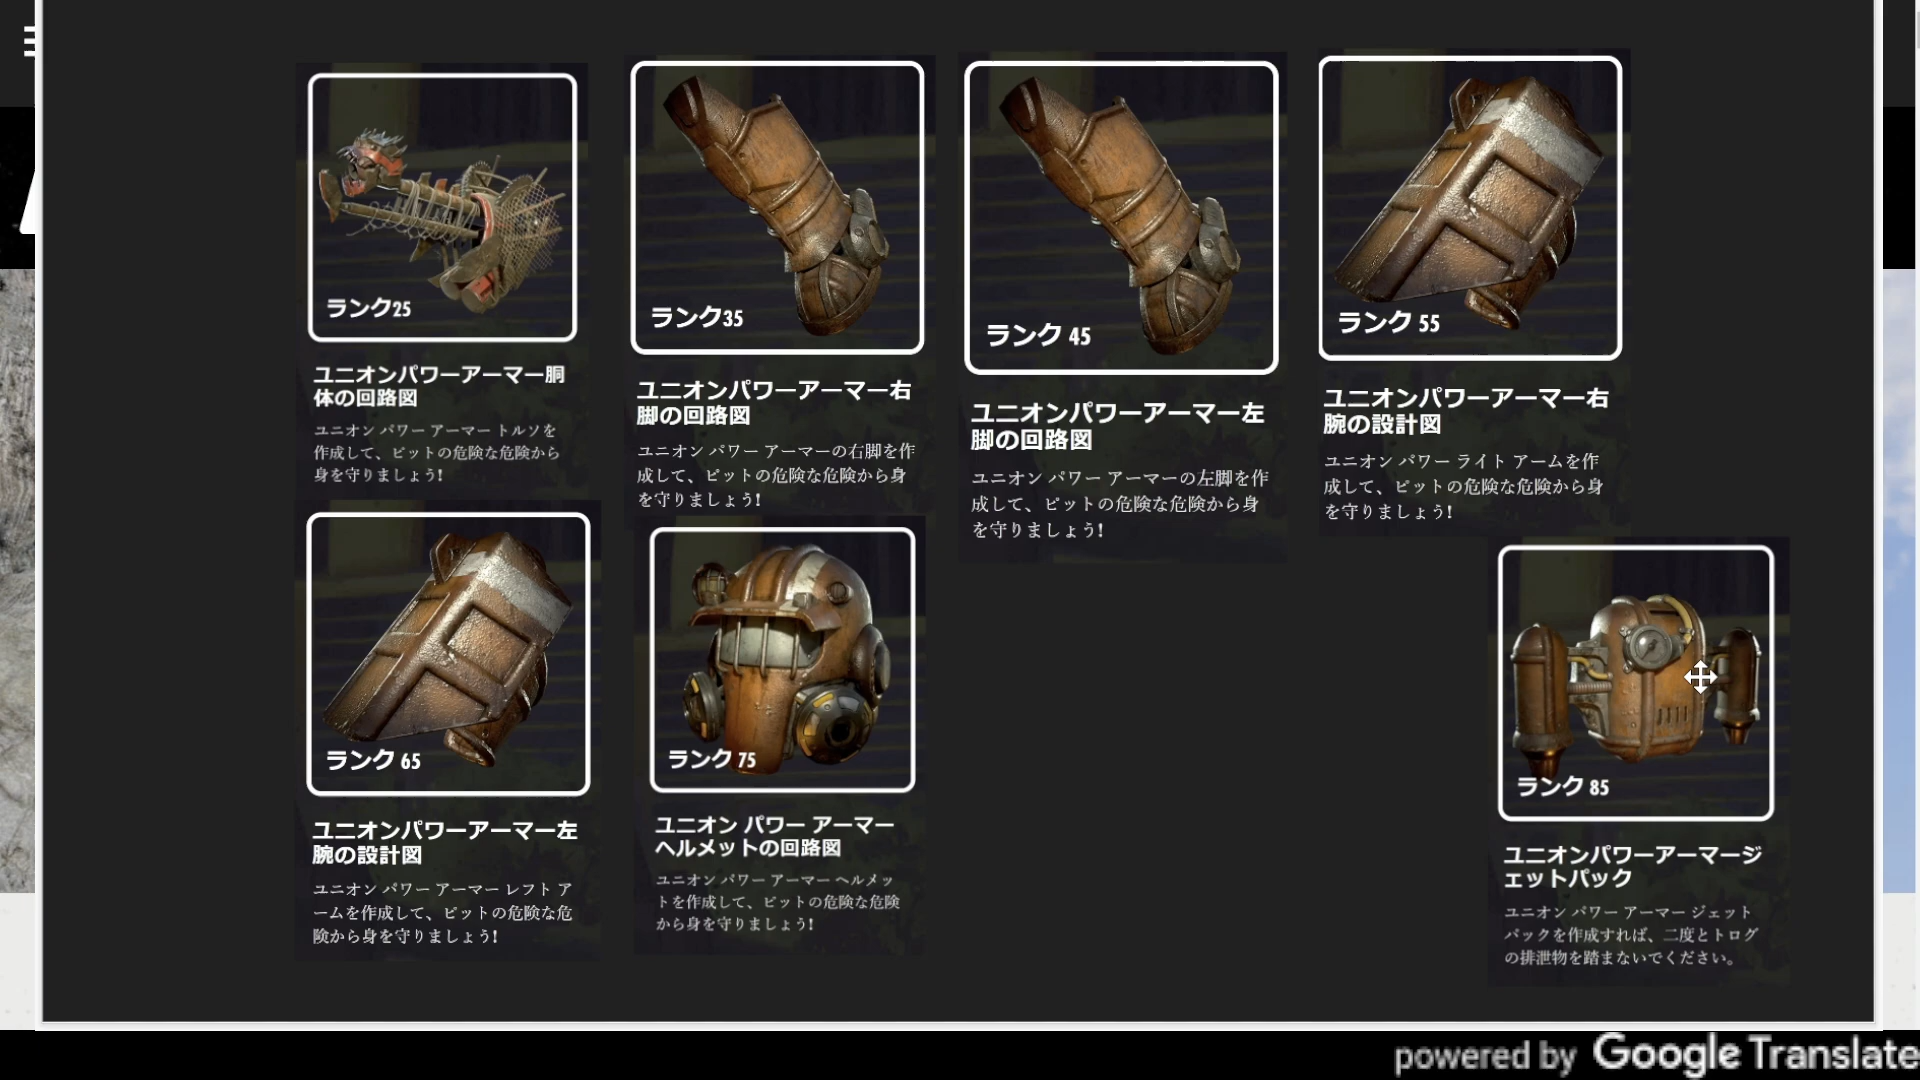 ランク25
ユニオンパワーアーマー胴
体の回路図
ユニオン パワー アーマー トルソを
作成して、ピットの危険な危険から
身を守りましょう!
ランク35
ユニオンパワーアーマー右
脚の回路図
ユニオン パワー アーマーの右脚を作
成して、ピットの危険な危険から身
を守りましょう!
ランク 45
ユニオンパワーアーマー左
脚の回路図
ユニオン パワー アーマーの左脚を作
成して、ピットの危険な危険から身
を守りましょう!
ランク 55
ユニオンパワーアーマー右
腕の設計図
ユニオン パワー ライト アームを作
成して、ピットの危険な危険から身
を守りましょう!
ランク 65
ユニオンパワーアーマー左
腕の設計図
ユニオン パワー アーマー レフト ア
ームを作成して、ピットの危険な危
険から身を守りましょう!
ランク 75
ユニオン パワー アーマー
ヘルメットの回路図
ユニオン パワー アーマー ヘルメッ
トを作成して、ピットの危険な危険
から身を守りましょう!
ランク 85
ユニオンパワーアーマージ
ェットパック
ユニオン パワー アーマー ジェット
パックを作成すれば、二度とトログ
の排泄物を踏まないでください。
powered by Google Translate